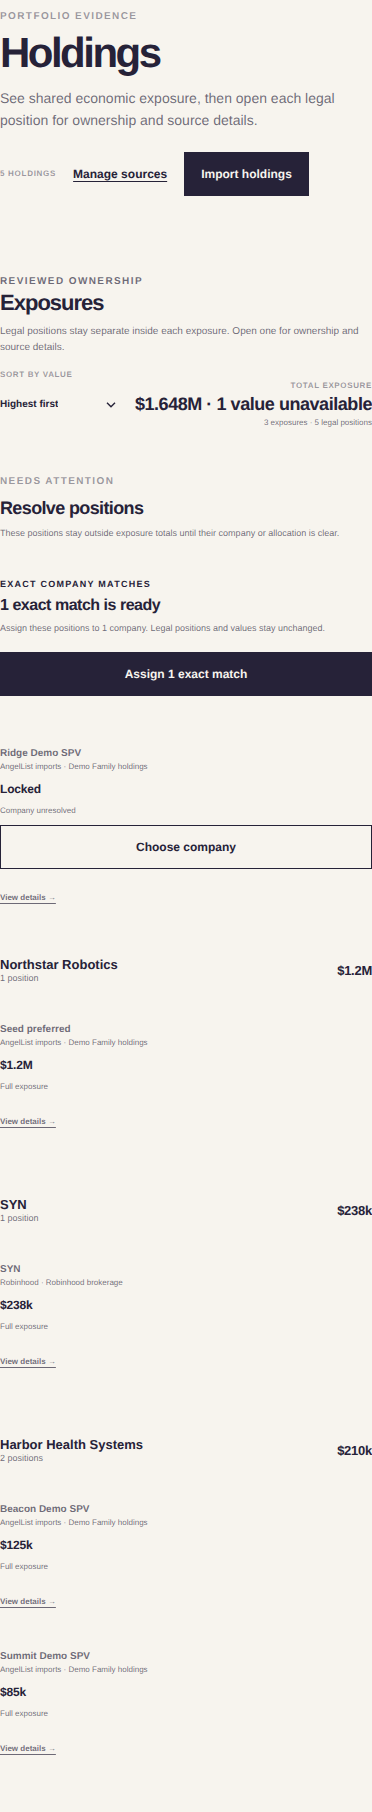 PORTFOLIO EVIDENCE
Holdings
See shared economic exposure, then open each legal
position for ownership and source details.
5 HOLDINGS
Manage sources
Import holdings
REVIEWED OWNERSHIP
Exposures
Legal positions stay separate inside each exposure. Open one for ownership and
source details.
SORT BY VALUE
Highest first
TOTAL EXPOSURE
$1.648M · 1 value unavailable
3 exposures · 5 legal positions
NEEDS ATTENTION
Resolve positions
These positions stay outside exposure totals until their company or allocation is clear.
EXACT COMPANY MATCHES
1 exact match is ready
Assign these positions to 1 company. Legal positions and values stay unchanged.
Assign 1 exact match
Ridge Demo SPV
AngelList imports · Demo Family holdings
Locked
Company unresolved
Choose company
View details →
Northstar Robotics
1 position
$1.2M
Seed preferred
AngelList imports · Demo Family holdings
$1.2M
Full exposure
View details →
SYN
1 position
$238k
SYN
Robinhood · Robinhood brokerage
$238k
Full exposure
View details →
Harbor Health Systems
2 positions
$210k
Beacon Demo SPV
AngelList imports · Demo Family holdings
$125k
Full exposure
View details →
Summit Demo SPV
AngelList imports · Demo Family holdings
$85k
Full exposure
View details →